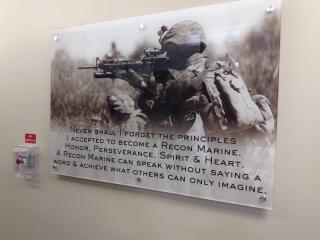 Never shall I forget the principles
I accepted to become a Recon Marine.
Honor, Perseverance, Spirit & Heart.
A Recon Marine can speak without saying a
word & achieve what others can only imagine.